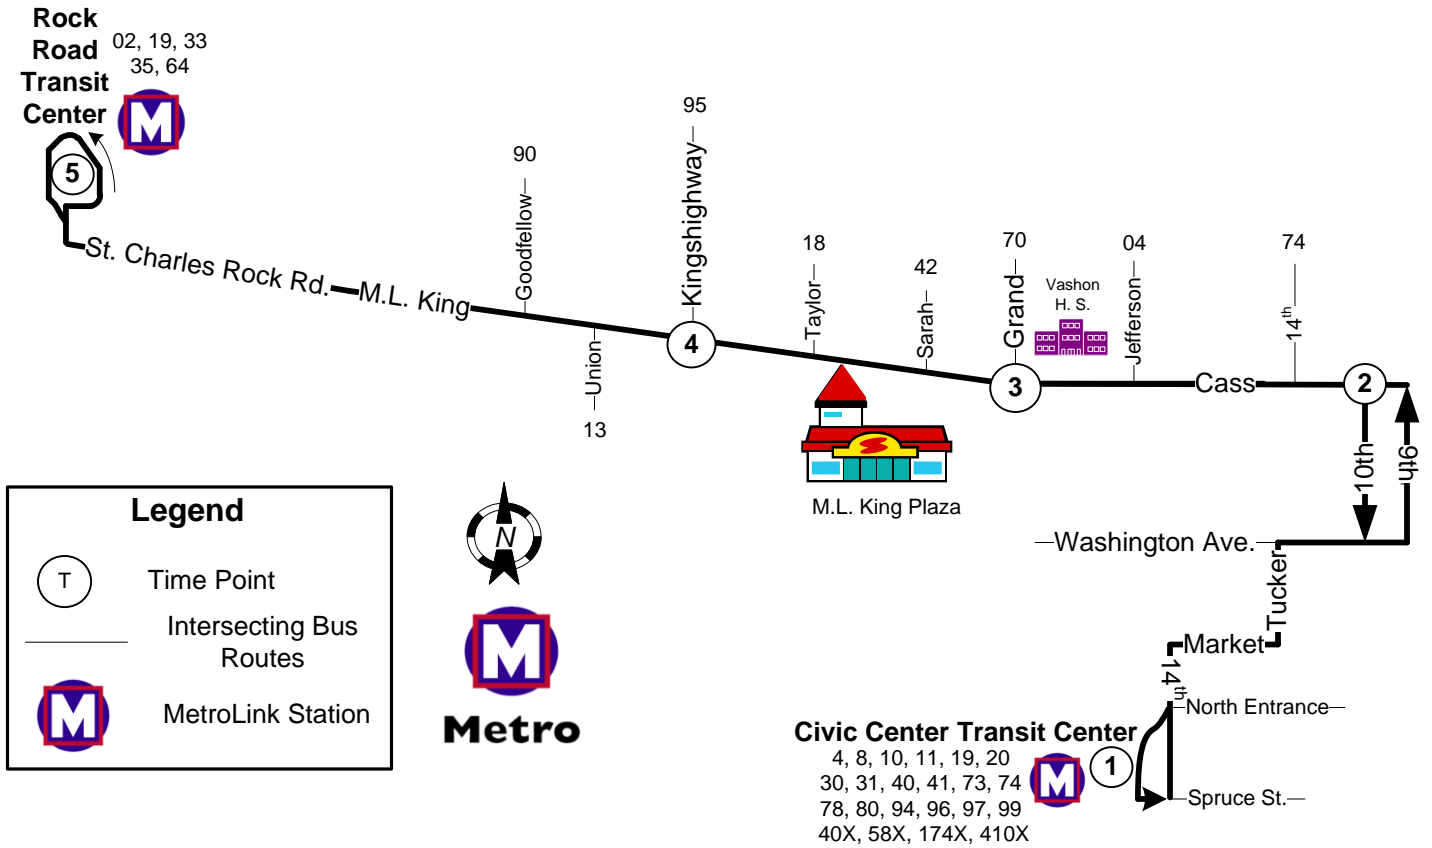 Rock
Road
Transit
Center
02, 19, 33
35, 64
M
5
St. Charles Rock Rd.
M.L. King
90
Goodfellow
Union
13
95
Kingshighway
4
18
Taylor
42
Sarah
70
Grand
3
Vashon
H. S.
04
Jefferson
Cass
74
14th
2
10th
9th
M.L. King Plaza
Washington Ave.
Tucker
Market
14th
North Entrance
Spruce St.
Civic Center Transit Center
4, 8, 10, 11, 19, 20
30, 31, 40, 41, 73, 74
78, 80, 94, 96, 97, 99
40X, 58X, 174X, 410X
M
1
Legend
T
Time Point
Intersecting Bus
Routes
M
MetroLink Station
N
M
Metro